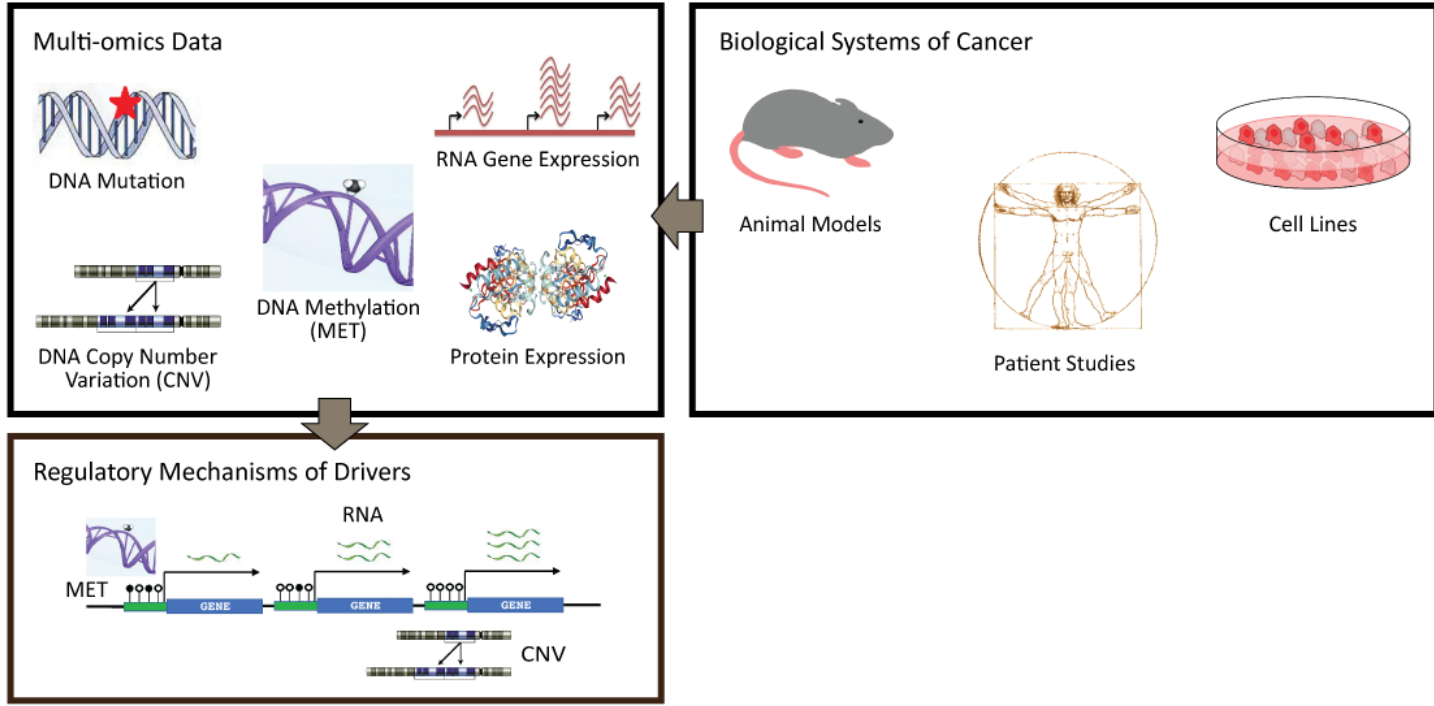 Multi-omics Data
DNA Mutation
RNA Gene Expression
DNA Methylation
(MET)
DNA Copy Number
Variation (CNV)
Protein Expression
Biological Systems of Cancer
Animal Models
Patient Studies
Cell Lines
Regulatory Mechanisms of Drivers
RNA
MET
GENE
GENE
GENE
CNV